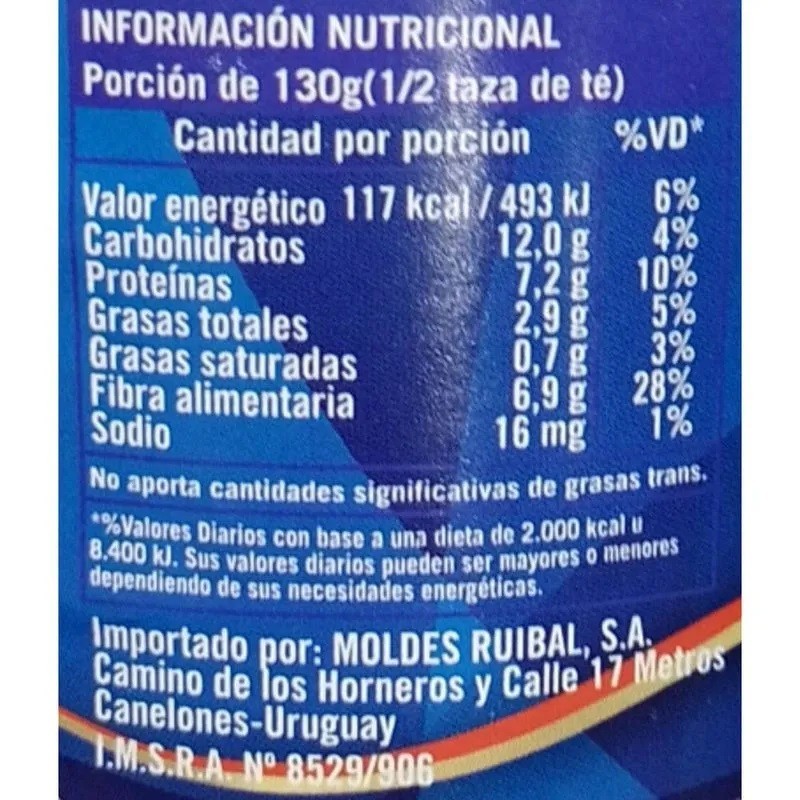 INFORMACIÓN NUTRICIONAL
Porción de 130g(1/2 taza de té)
Cantidad por porción %VD*
Valor energético 117 kcal / 493 kJ 6%
Carbohidratos 12,0 g 4%
Proteínas 7,2 g 10%
Grasas totales 2,9 g 5%
Grasas saturadas 0,7 g 3%
Fibra alimentaria 6,9 g 28%
Sodio 16 mg 1%
No aporta cantidades significativas de grasas trans.
*%Valores Diarios con base a una dieta de 2.000 kcal u
8.400 kJ. Sus valores diarios pueden ser mayores o menores
dependiendo de sus necesidades energéticas.
Importado por: MOLDES RUIBAL, S.A.
Camino de los Horneros y Calle 17 Metros
Canelones-Uruguay
I.M.S.R.A. Nº 8529/906